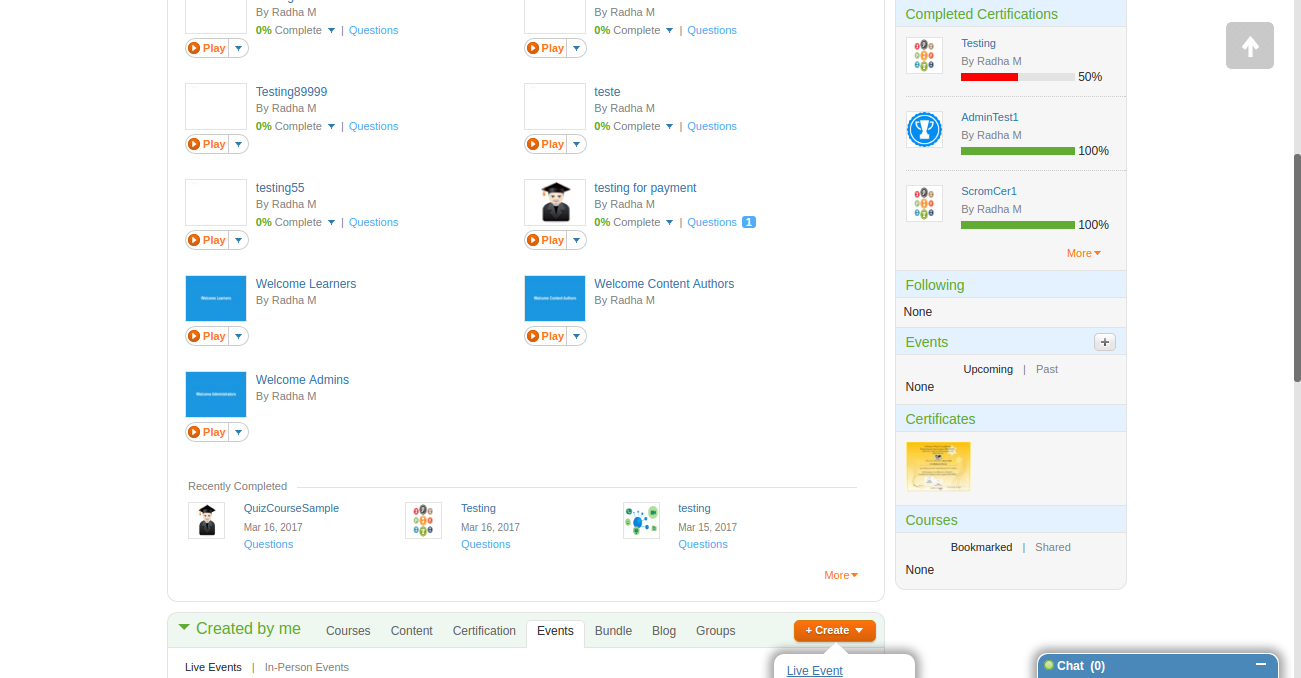 By Radha M
0% Complete | Questions
Play
By Radha M
0% Complete | Questions
Play
Testing89999
By Radha M
0% Complete | Questions
Play
teste
By Radha M
0% Complete | Questions
Play
testing55
By Radha M
0% Complete | Questions
Play
testing for payment
By Radha M
0% Complete | Questions 1
Play
Welcome Learners
Welcome Learners
By Radha M
Play
Welcome Content Authors
Welcome Content Authors
By Radha M
Play
Welcome Administrators
Welcome Admins
By Radha M
Play
Recently Completed
QuizCourseSample
Mar 16, 2017
Questions
Testing
Mar 16, 2017
Questions
testing
Mar 15, 2017
Questions
More
Created by me
Courses
Content
Certification
Events
Bundle
Blog
Groups
+ Create
Live Events | In-Person Events
Live Event
Completed Certifications
Testing
By Radha M
50%
AdminTest1
By Radha M
100%
ScromCer1
By Radha M
100%
More
Following
None
Events
+
Upcoming | Past
None
Certificates
Courses
Bookmarked | Shared
None
Chat (0)